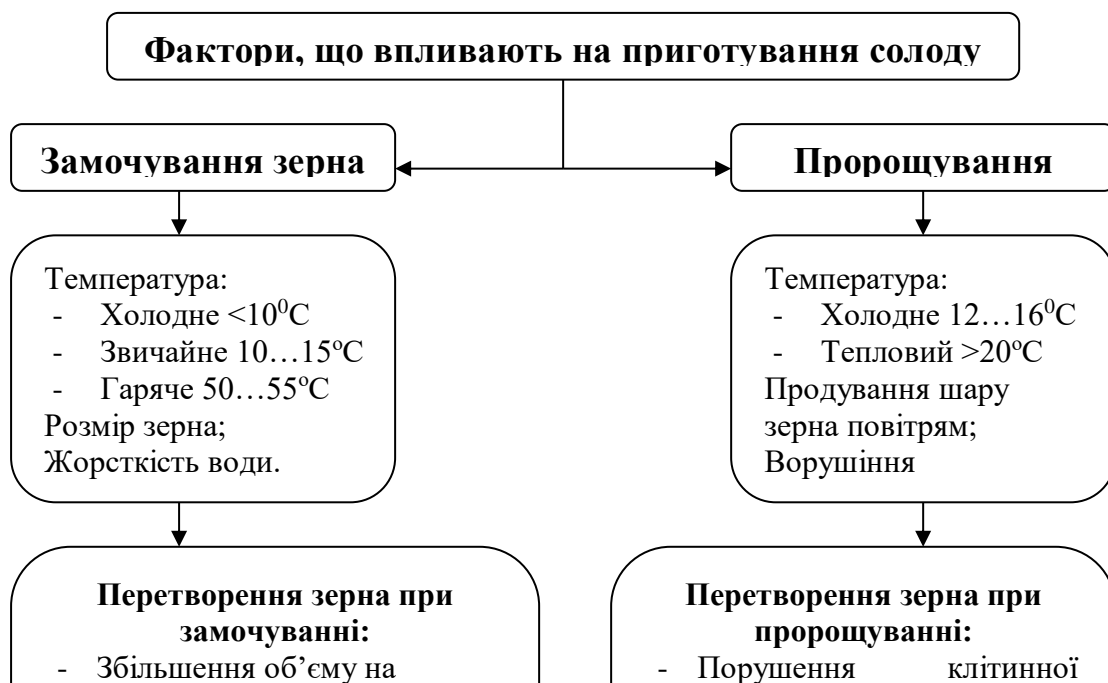 Фактори, що впливають на приготування солоду
Замочування зерна
Пророщування
Температура:
- Холодне <10⁰С
- Звичайне 10…15ºС
- Гаряче 50…55ºС
Розмір зерна;
Жорсткість води.
Температура:
- Холодне 12…16⁰С
- Тепловий >20ºС
Продування шару
зерна повітрям;
Ворушіння
Перетворення зерна при
замочуванні:
- Збільшення об’єму на
Перетворення зерна при
пророщуванні:
- Порушення клітинної